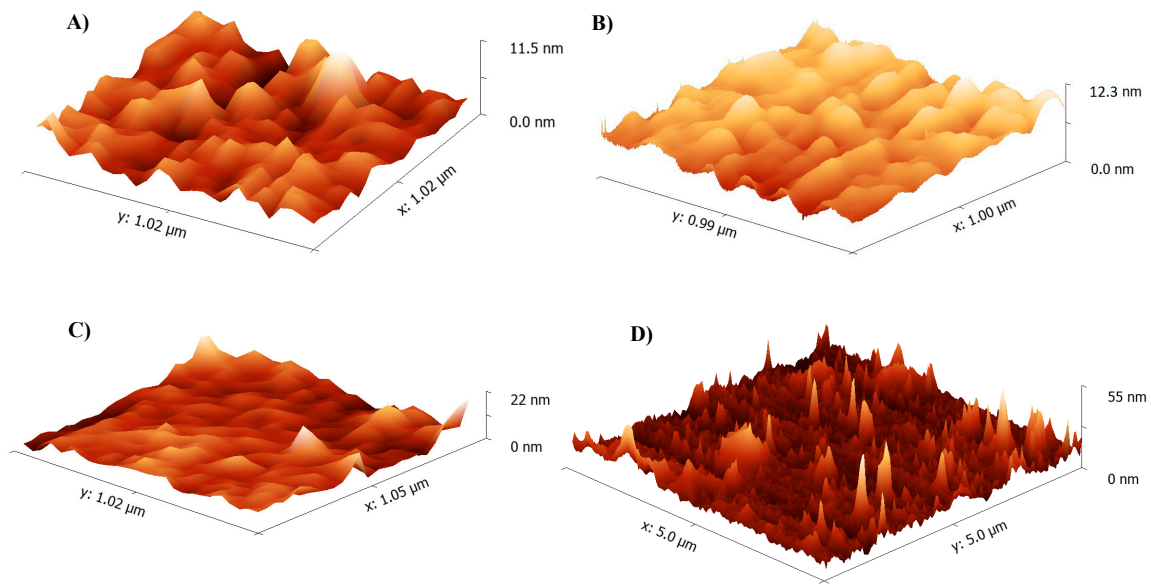 A)
11.5 nm
0.0 nm
y: 1.02 µm
x: 1.02 µm
B)
12.3 nm
0.0 nm
y: 0.99 µm
x: 1.00 µm
C)
22 nm
0 nm
y: 1.02 µm
x: 1.05 µm
D)
55 nm
0 nm
x: 5.0 µm
y: 5.0 µm